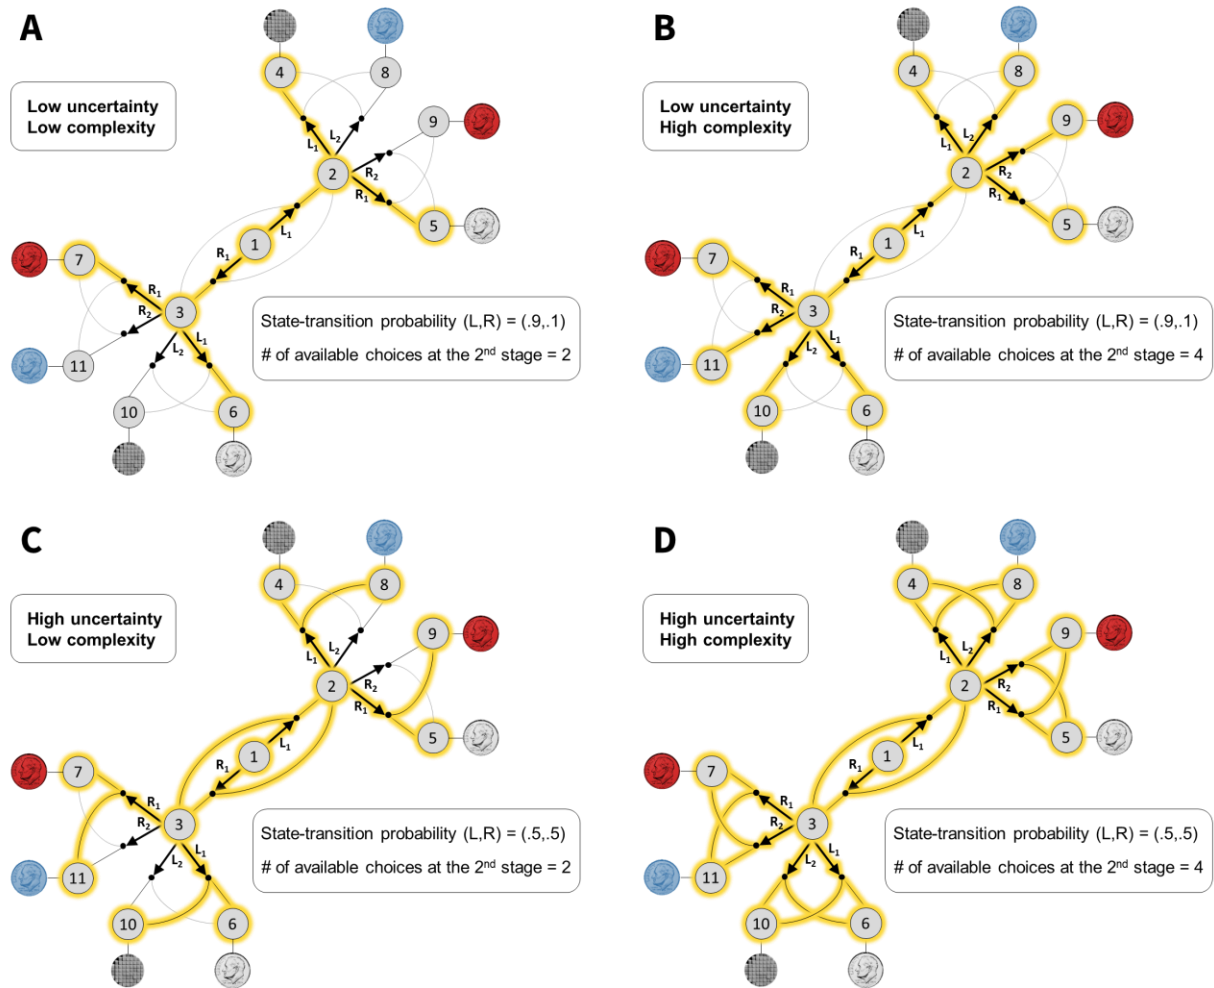 A
Low uncertainty
Low complexity
4
8
9
2
5
1
7
3
11
10
6
L1
L2
R2
R1
L1
R1
R1
R2
L2
L1
State-transition probability (L,R) = (.9,.1)
# of available choices at the 2nd stage = 2
B
Low uncertainty
High complexity
4
8
9
2
5
1
7
3
11
10
6
L1
L2
R2
R1
L1
R1
R1
R2
L2
L1
State-transition probability (L,R) = (.9,.1)
# of available choices at the 2nd stage = 4
C
High uncertainty
Low complexity
4
8
9
2
5
1
7
3
11
10
6
L1
L2
R2
R1
L1
R1
R1
R2
L2
L1
State-transition probability (L,R) = (.5,.5)
# of available choices at the 2nd stage = 2
D
High uncertainty
High complexity
4
8
9
2
5
1
7
3
11
10
6
L1
L2
R2
R1
L1
R1
R1
R2
L2
L1
State-transition probability (L,R) = (.5,.5)
# of available choices at the 2nd stage = 4